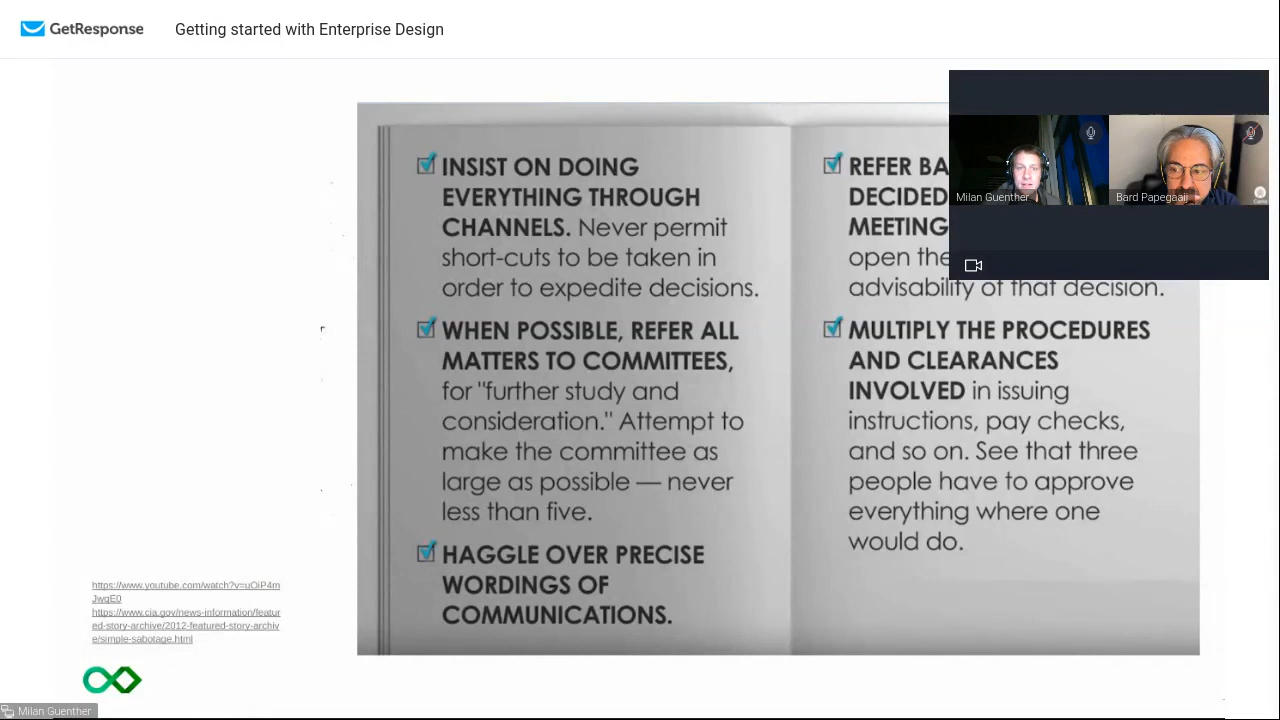 GetResponse
Getting started with Enterprise Design
INSIST ON DOING
EVERYTHING THROUGH
CHANNELS. Never permit
short-cuts to be taken in
order to expedite decisions.
WHEN POSSIBLE, REFER ALL
MATTERS TO COMMITTEES,
for "further study and
consideration." Attempt to
make the committee as
large as possible — never
less than five.
HAGGLE OVER PRECISE
WORDINGS OF
COMMUNICATIONS.
REFER BA
DECIDED
MEETING
open the
advisability of that decision.
MULTIPLY THE PROCEDURES
AND CLEARANCES
INVOLVED in issuing
instructions, pay checks,
and so on. See that three
people have to approve
everything where one
would do.
Milan Guenther
Bard Papegaaij
https://www.youtube.com/watch?v=uOiP4m
JwqE0
https://www.cia.gov/news-information/featur
ed-story-archive/2012-featured-story-archiv
e/simple-sabotage.html
Milan Guenther